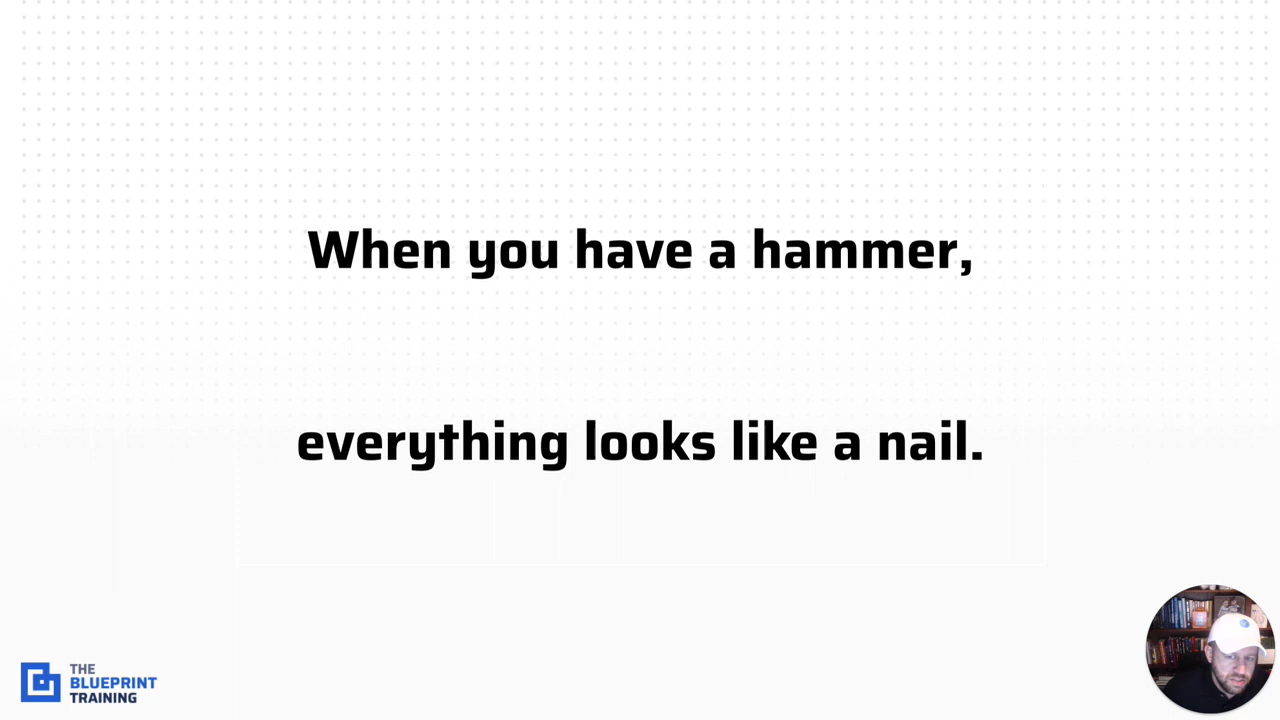 When you have a hammer,
everything looks like a nail.
THE
BLUEPRINT
TRAINING